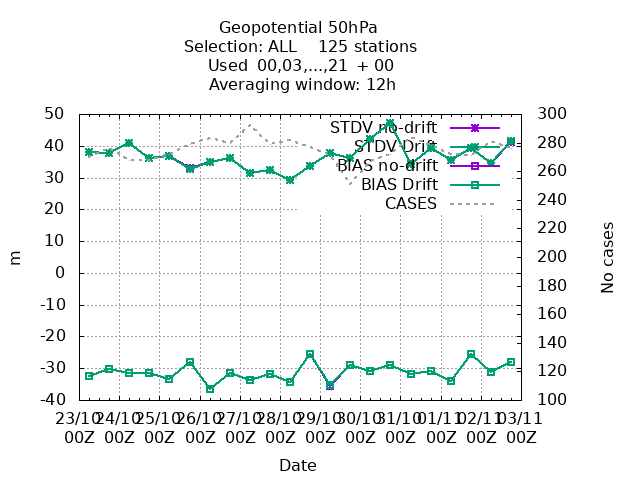 Geopotential 50hPa
Selection: ALL    125 stations
Used  00,03,...,21  + 00
Averaging window: 12h
50 300
STDV no-drift
40 280
STDV Drift
BIAS no-drift
30 260
BIAS Drift
CASES
20 240
10 220
m
No cases
0 200
180
-10
160
-20 140
-30 120
-40 100
23/10 24/10 25/10 26/10 27/10 28/10 29/10 30/10 31/10 01/11 02/11 03/11
00Z 00Z 00Z 00Z 00Z 00Z 00Z 00Z 00Z 00Z 00Z 00Z
Date